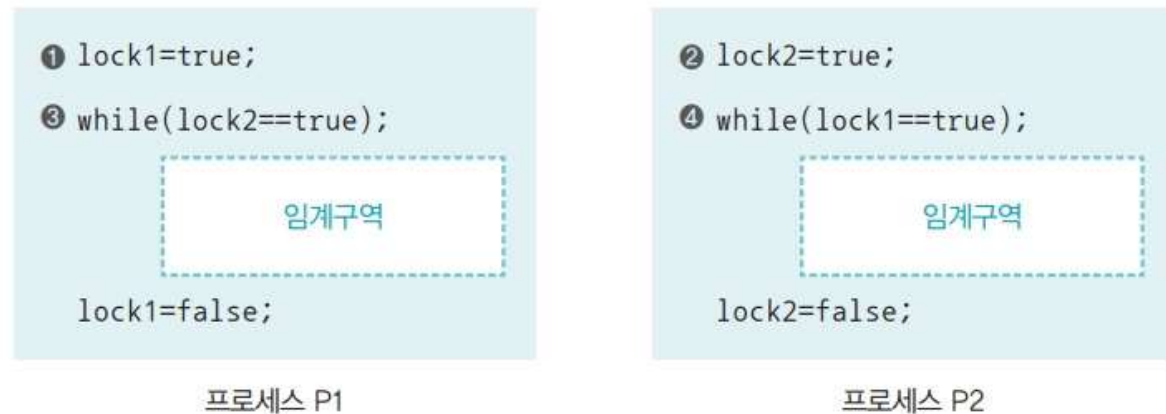 ❶ lock1=true;
❸ while(lock2==true);
임계구역
lock1=false;
프로세스 P1
❷ lock2=true;
❹ while(lock1==true);
임계구역
lock2=false;
프로세스 P2